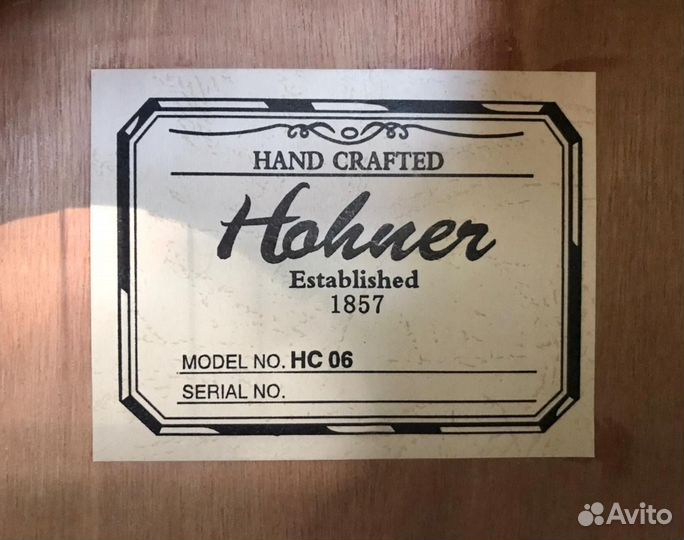 HAND CRAFTED
Hohner
Established
1857
MODEL NO. HC 06
SERIAL NO.
Avito